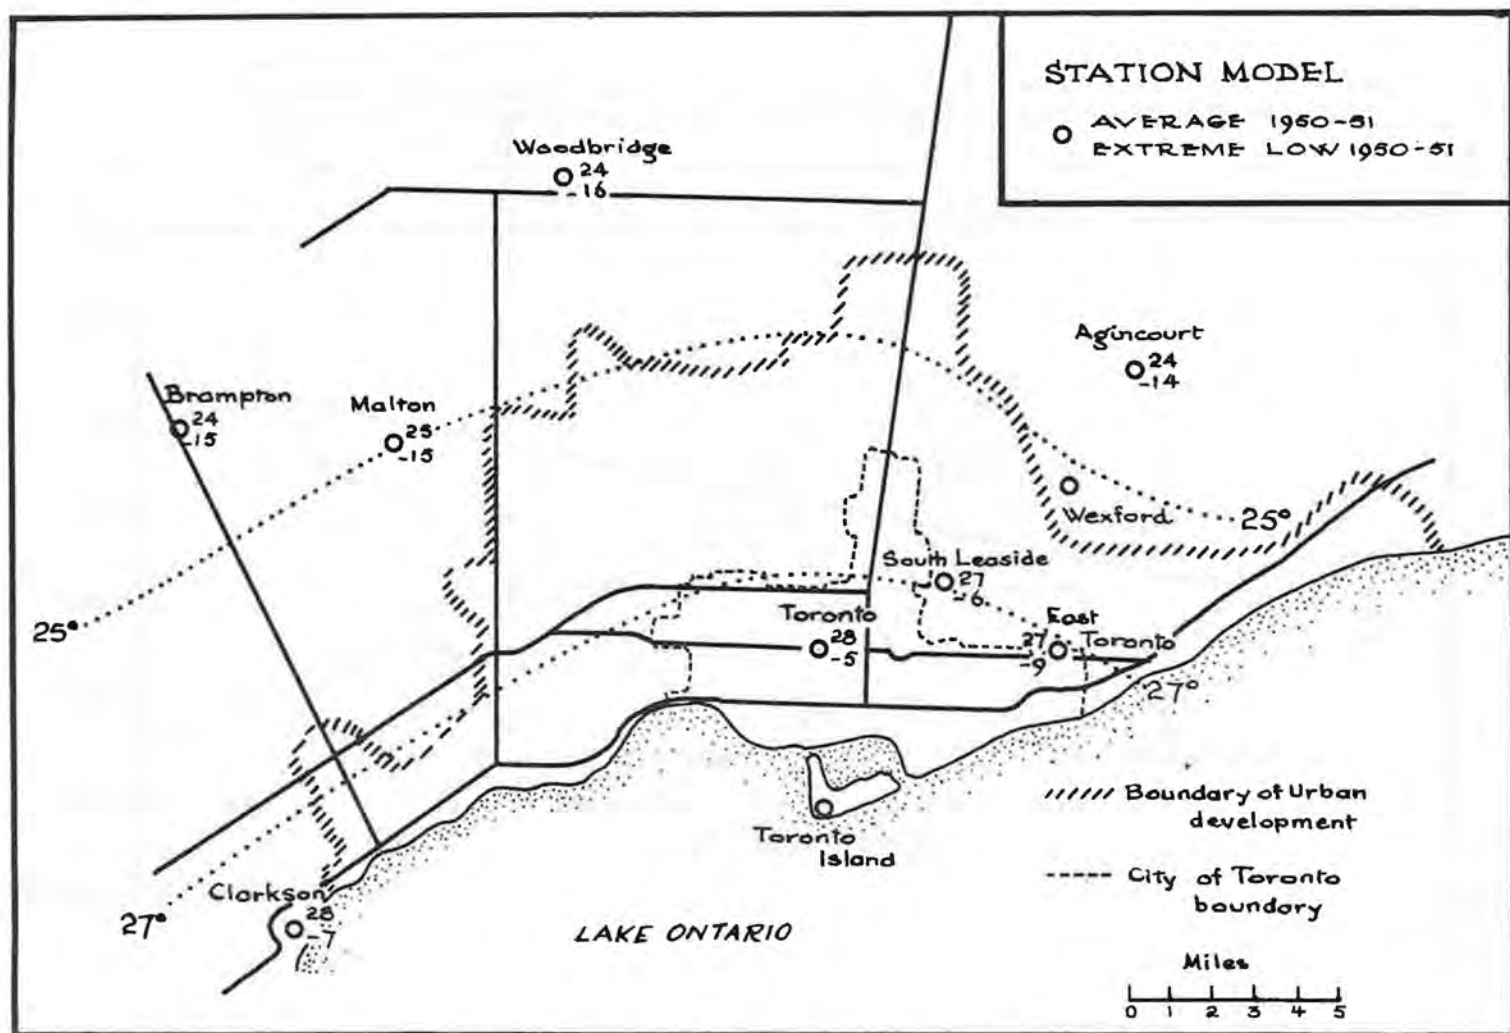 STATION MODEL
AVERAGE 1950-51
EXTREME LOW 1950-51
Woodbridge
24
-16
Agincourt
24
-14
Brampton
24
-15
Malton
25
-15
Wexford
25°
25°
South Leaside
27
-6
Toronto
28
-5
East
Toronto
27
-9
27°
Toronto
Island
Clarkson
28
-7
27°
LAKE ONTARIO
Boundary of Urban
development
City of Toronto
boundary
Miles
0 1 2 3 4 5